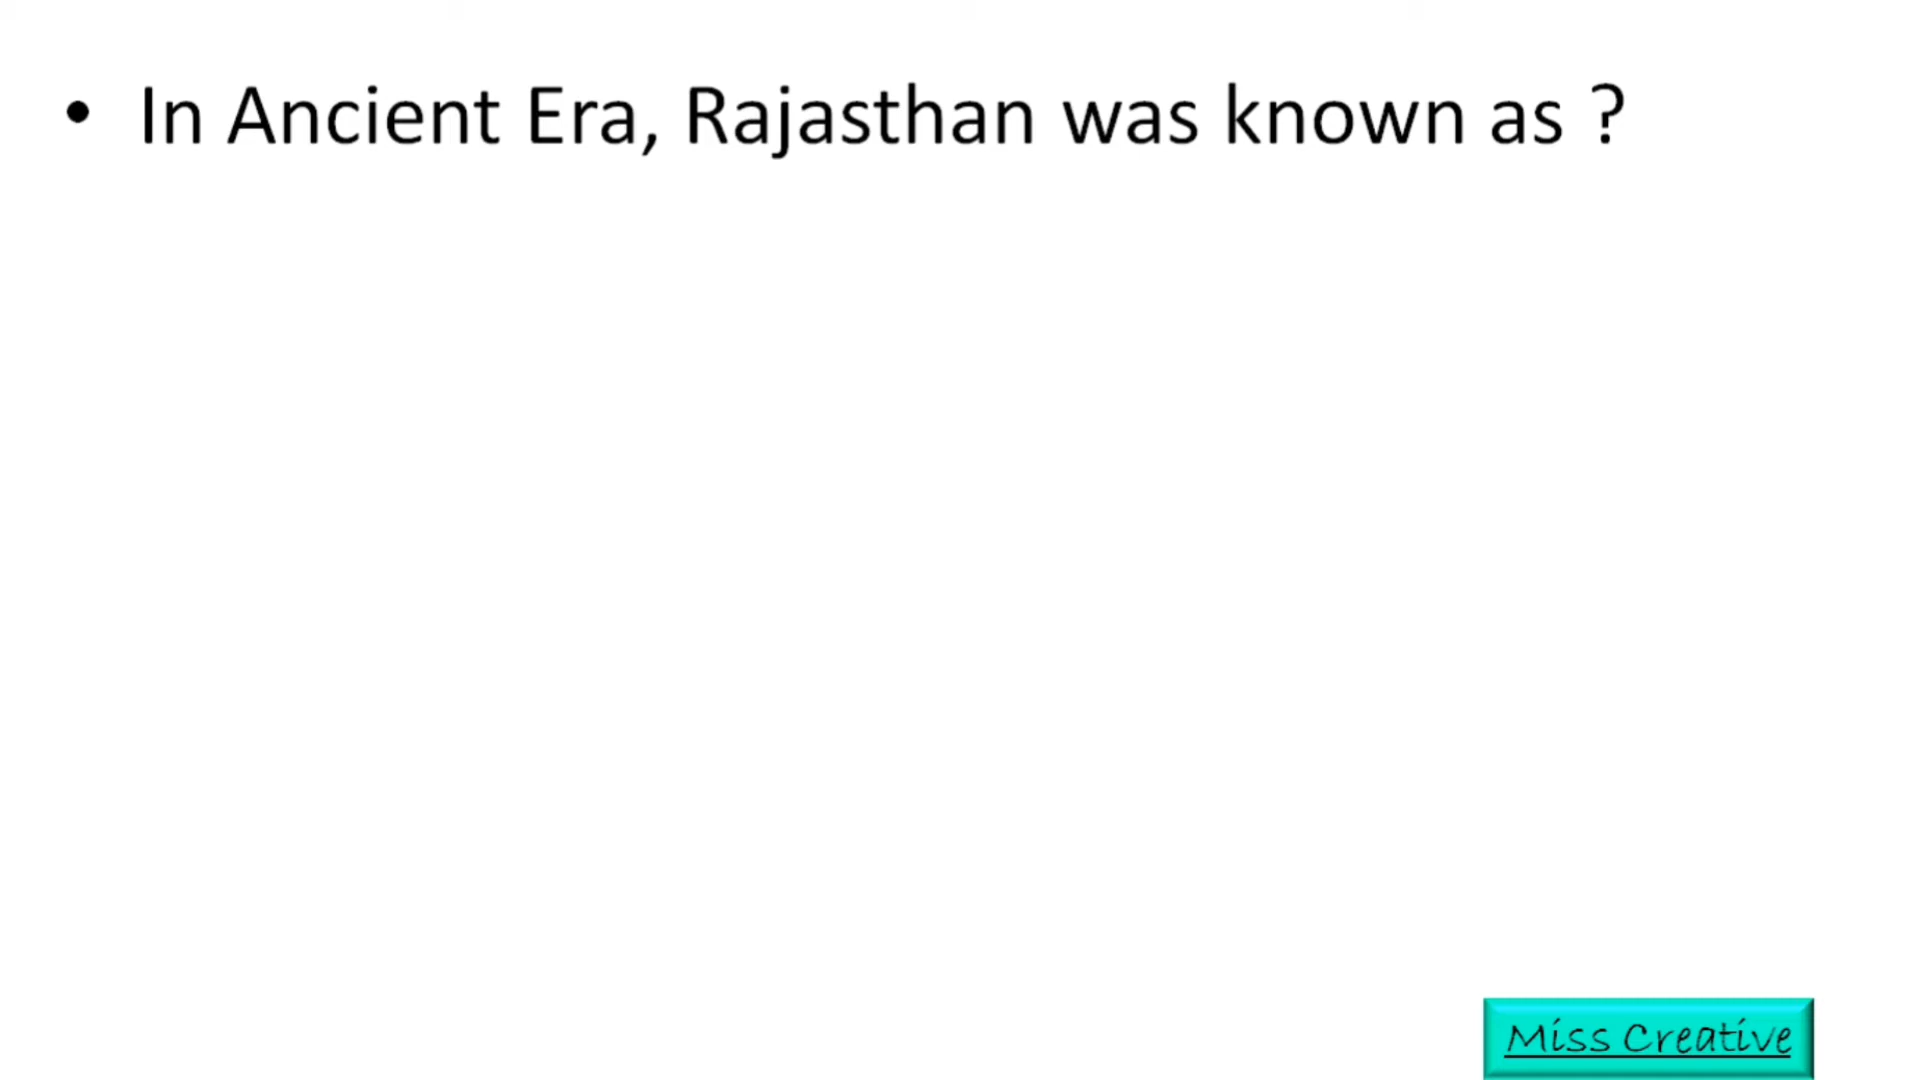 • In Ancient Era, Rajasthan was known as ?
Miss Creative